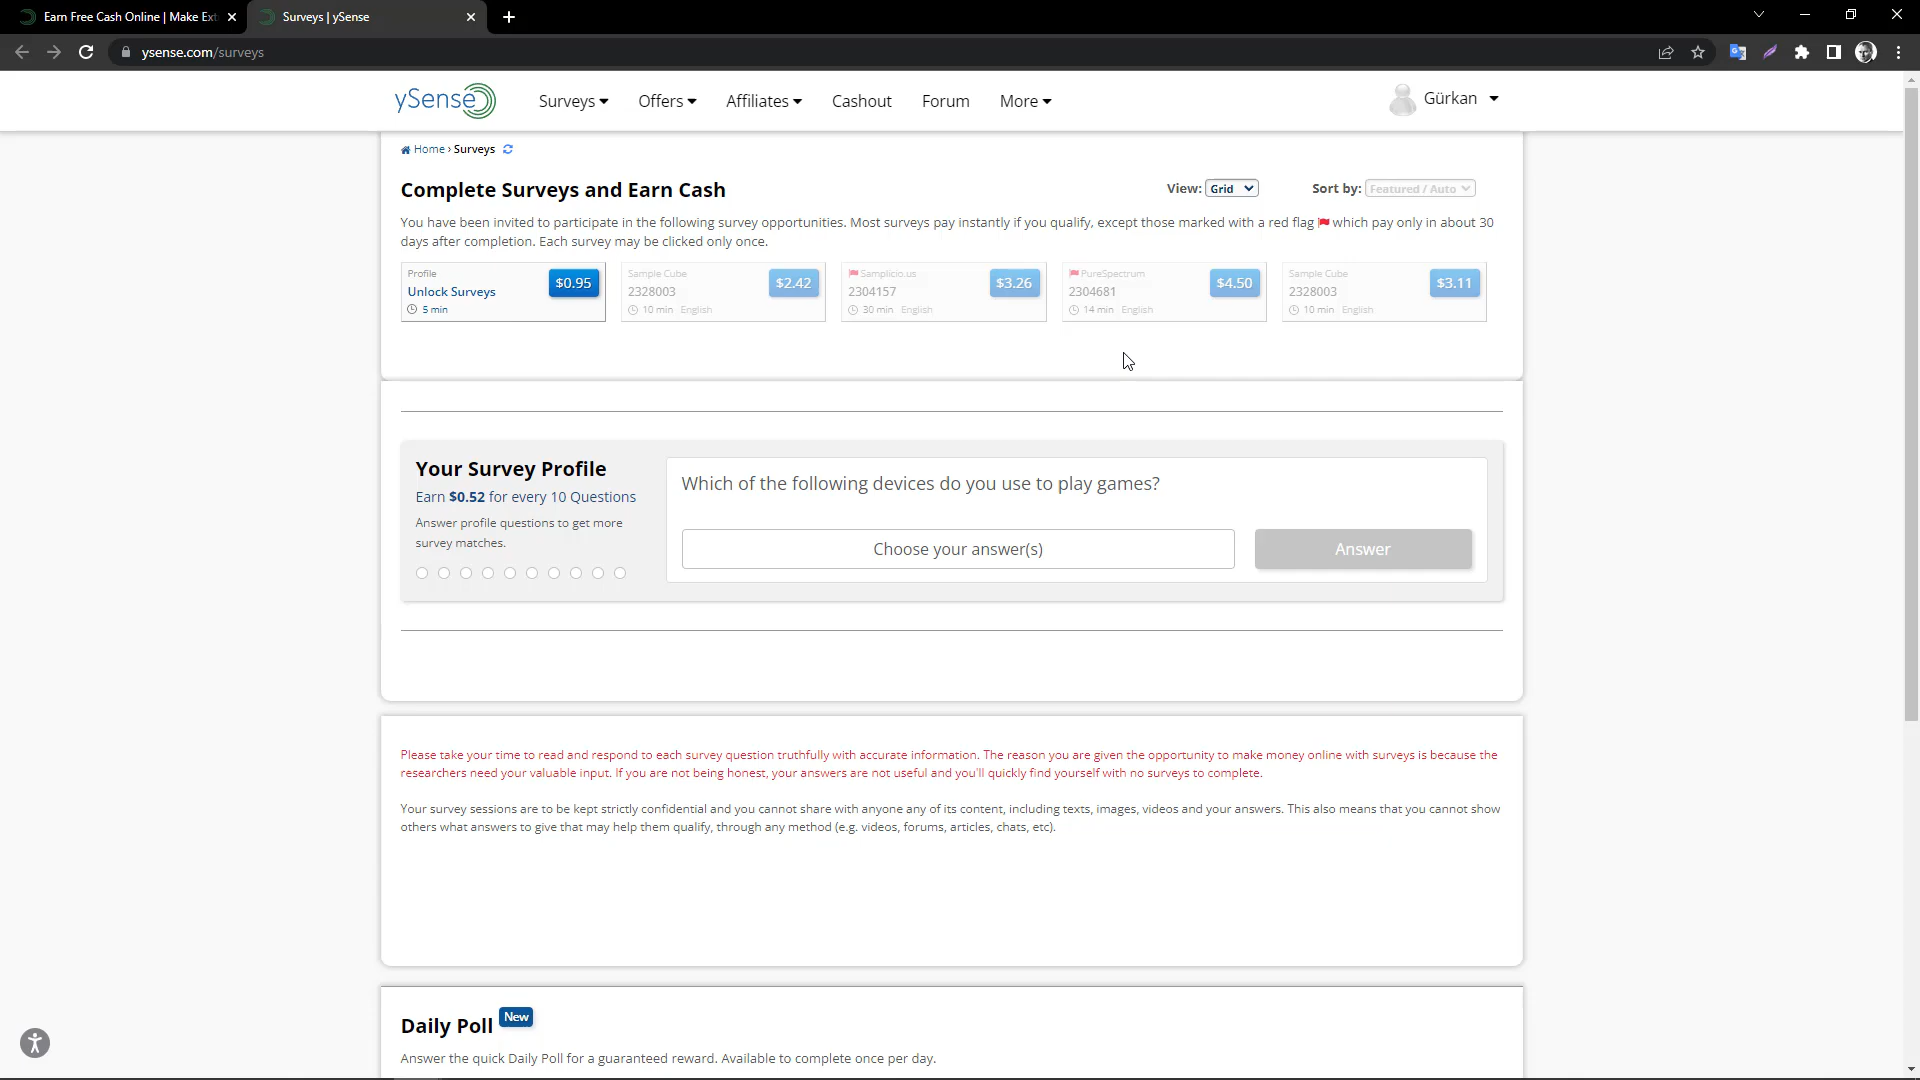 Earn Free Cash Online | Make Ext
Surveys | ySense
ysense.com/surveys
ySense
Surveys
Offers
Affiliates
Cashout
Forum
More
Gürkan
Home › Surveys
Complete Surveys and Earn Cash
View: Grid
Sort by: Featured / Auto
You have been invited to participate in the following survey opportunities. Most surveys pay instantly if you qualify, except those marked with a red flag which pay only in about 30
days after completion. Each survey may be clicked only once.
Profile
Unlock Surveys
5 min
$0.95
Sample Cube
2328003
10 min English
$2.42
Samplicio.us
2304157
30 min English
$3.26
PureSpectrum
2304681
14 min English
$4.50
Sample Cube
2328003
10 min English
$3.11
Your Survey Profile
Earn $0.52 for every 10 Questions
Answer profile questions to get more
survey matches.
Which of the following devices do you use to play games?
Choose your answer(s)
Answer
Please take your time to read and respond to each survey question truthfully with accurate information. The reason you are given the opportunity to make money online with surveys is because the
researchers need your valuable input. If you are not being honest, your answers are not useful and you'll quickly find yourself with no surveys to complete.
Your survey sessions are to be kept strictly confidential and you cannot share with anyone any of its content, including texts, images, videos and your answers. This also means that you cannot show
others what answers to give that may help them qualify, through any method (e.g. videos, forums, articles, chats, etc).
Daily Poll New
Answer the quick Daily Poll for a guaranteed reward. Available to complete once per day.